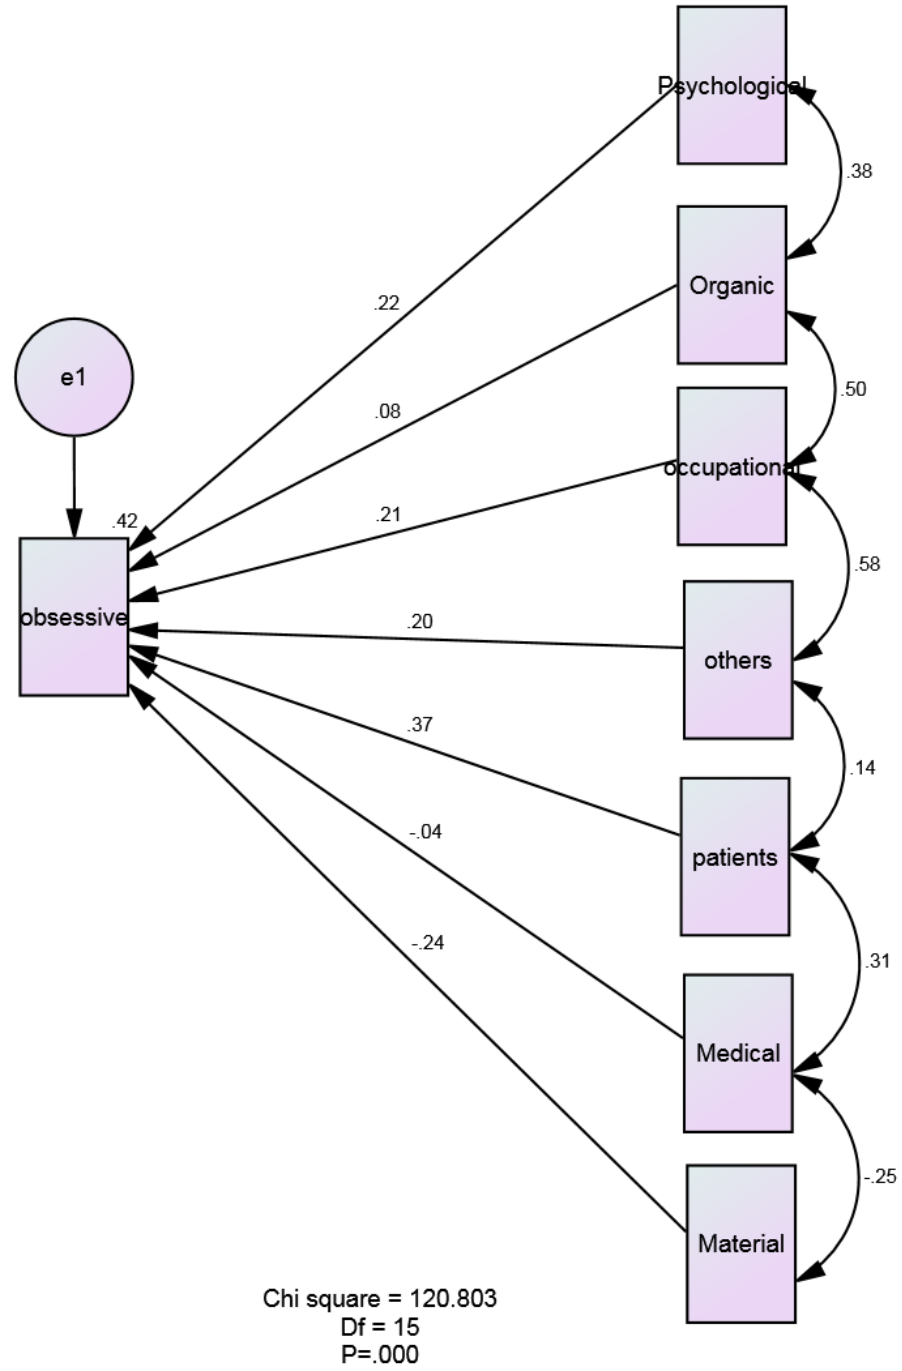 Psychological
.38
Organic
.22
e1
.50
.08
occupational
.42
.21
.58
obsessive
.20
others
.37
.14
patients
-.04
.31
-.24
Medical
-.25
Material
Chi square = 120.803
Df = 15
P=.000